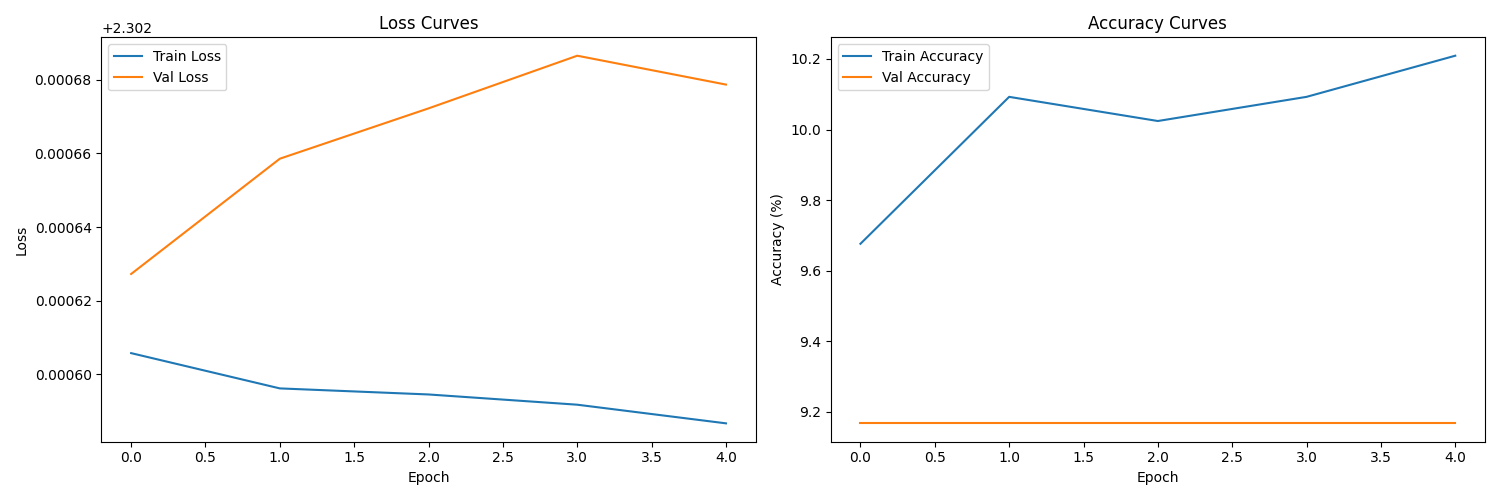 Loss Curves
+2.302
Train Loss
Val Loss
0.00068
0.00066
0.00064
0.00062
0.00060
Loss
0.0 0.5 1.0 1.5 2.0 2.5 3.0 3.5 4.0
Epoch
Accuracy Curves
Train Accuracy
Val Accuracy
10.2
10.0
9.8
9.6
9.4
9.2
Accuracy (%)
0.0 0.5 1.0 1.5 2.0 2.5 3.0 3.5 4.0
Epoch